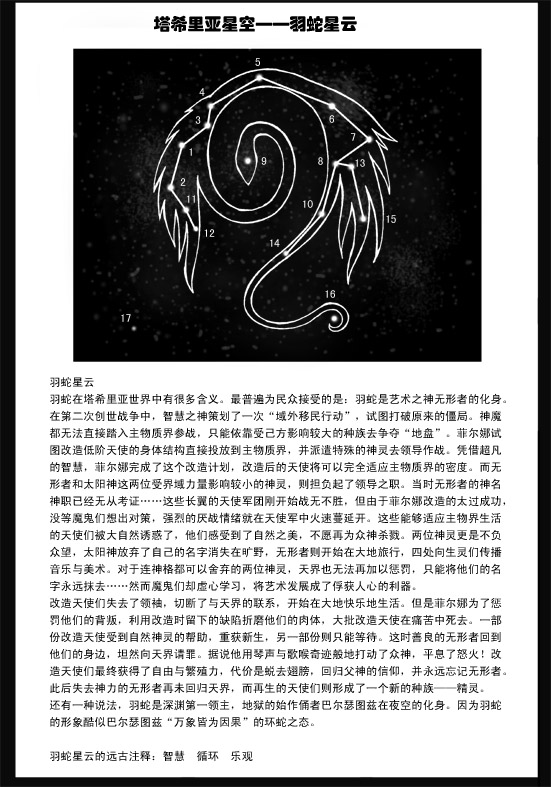 塔希里亚星空——羽蛇星云
5
4
3
6
7
1
8
9
13
2
11
10
15
12
14
16
17
羽蛇星云
羽蛇在塔希里亚世界中有很多含义。最普遍为民众接受的是：羽蛇是艺术之神无形者的化身。
在第二次创世战争中，智慧之神策划了一次“域外移民行动”，试图打破原来的僵局。神魔
都无法直接踏入主物质界参战，只能依靠受己方影响较大的种族去争夺“地盘”。菲尔娜试
图改造低阶天使的身体结构直接投放到主物质界，并派遣特殊的神灵去领导作战。凭借超凡
的智慧，菲尔娜完成了这个改造计划，改造后的天使将可以完全适应主物质界的密度。而无
形者和太阳神这两位受界域力量影响较小的神灵，则担负起了领导之职。当时无形者的神名
神职已经无从考证……这些长翼的天使军团刚开始战无不胜，但由于菲尔娜改造的太过成功，
没等魔鬼们想出对策，强烈的厌战情绪就在天使军中火速蔓延开。这些能够适应主物界生活
的天使们被大自然诱惑了，他们感受到了自然之美，不愿再为众神杀戮。两位神灵更是不负
众望，太阳神放弃了自己的名字消失在旷野，无形者则开始在大地旅行，四处向生灵们传播
音乐与美术。对于连神格都可以舍弃的两位神灵，天界也无法再加以惩罚，只能将他们的名
字永远抹去……然而魔鬼们却虚心学习，将艺术发展成了俘获人心的利器。
改造天使们失去了领袖，切断了与天界的联系，开始在大地快乐地生活。但是菲尔娜为了惩
罚他们的背叛，利用改造时留下的缺陷折磨他们的肉体，大批改造天使在痛苦中死去。一部
份改造天使受到自然神灵的帮助，重获新生，另一部份则只能等待。这时善良的无形者回到
他们的身边，坦然向天界请罪。据说他用琴声与歌喉奇迹般地打动了众神，平息了怒火！改
造天使们最终获得了自由与繁殖力，代价是蜕去翅膀，回归父神的信仰，并永远忘记无形者。
此后失去神力的无形者再未回归天界，而再生的天使们则形成了一个新的种族——精灵。
还有一种说法，羽蛇是深渊第一领主，地狱的始作俑者巴尔瑟图兹在夜空的化身。因为羽蛇
的形象酷似巴尔瑟图兹“万象皆为因果”的环蛇之态。
羽蛇星云的远古注释：智慧 循环 乐观